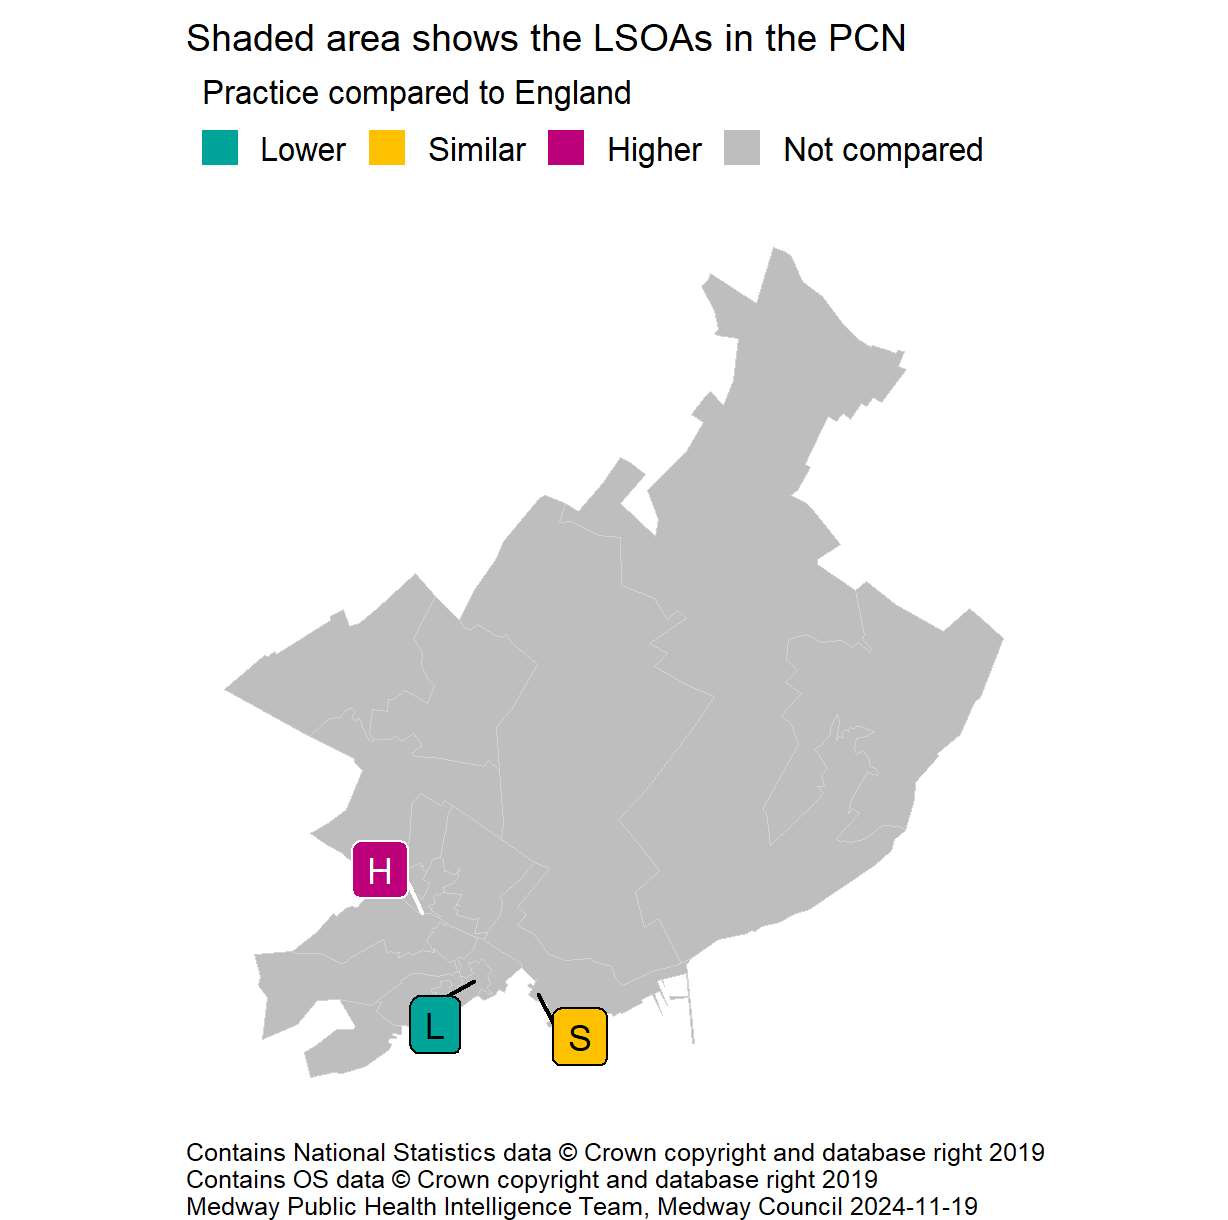 Shaded area shows the LSOAs in the PCN
Practice compared to England
Lower Similar Higher Not compared
H
L
S
Contains National Statistics data © Crown copyright and database right 2019
Contains OS data © Crown copyright and database right 2019
Medway Public Health Intelligence Team, Medway Council 2024-11-19